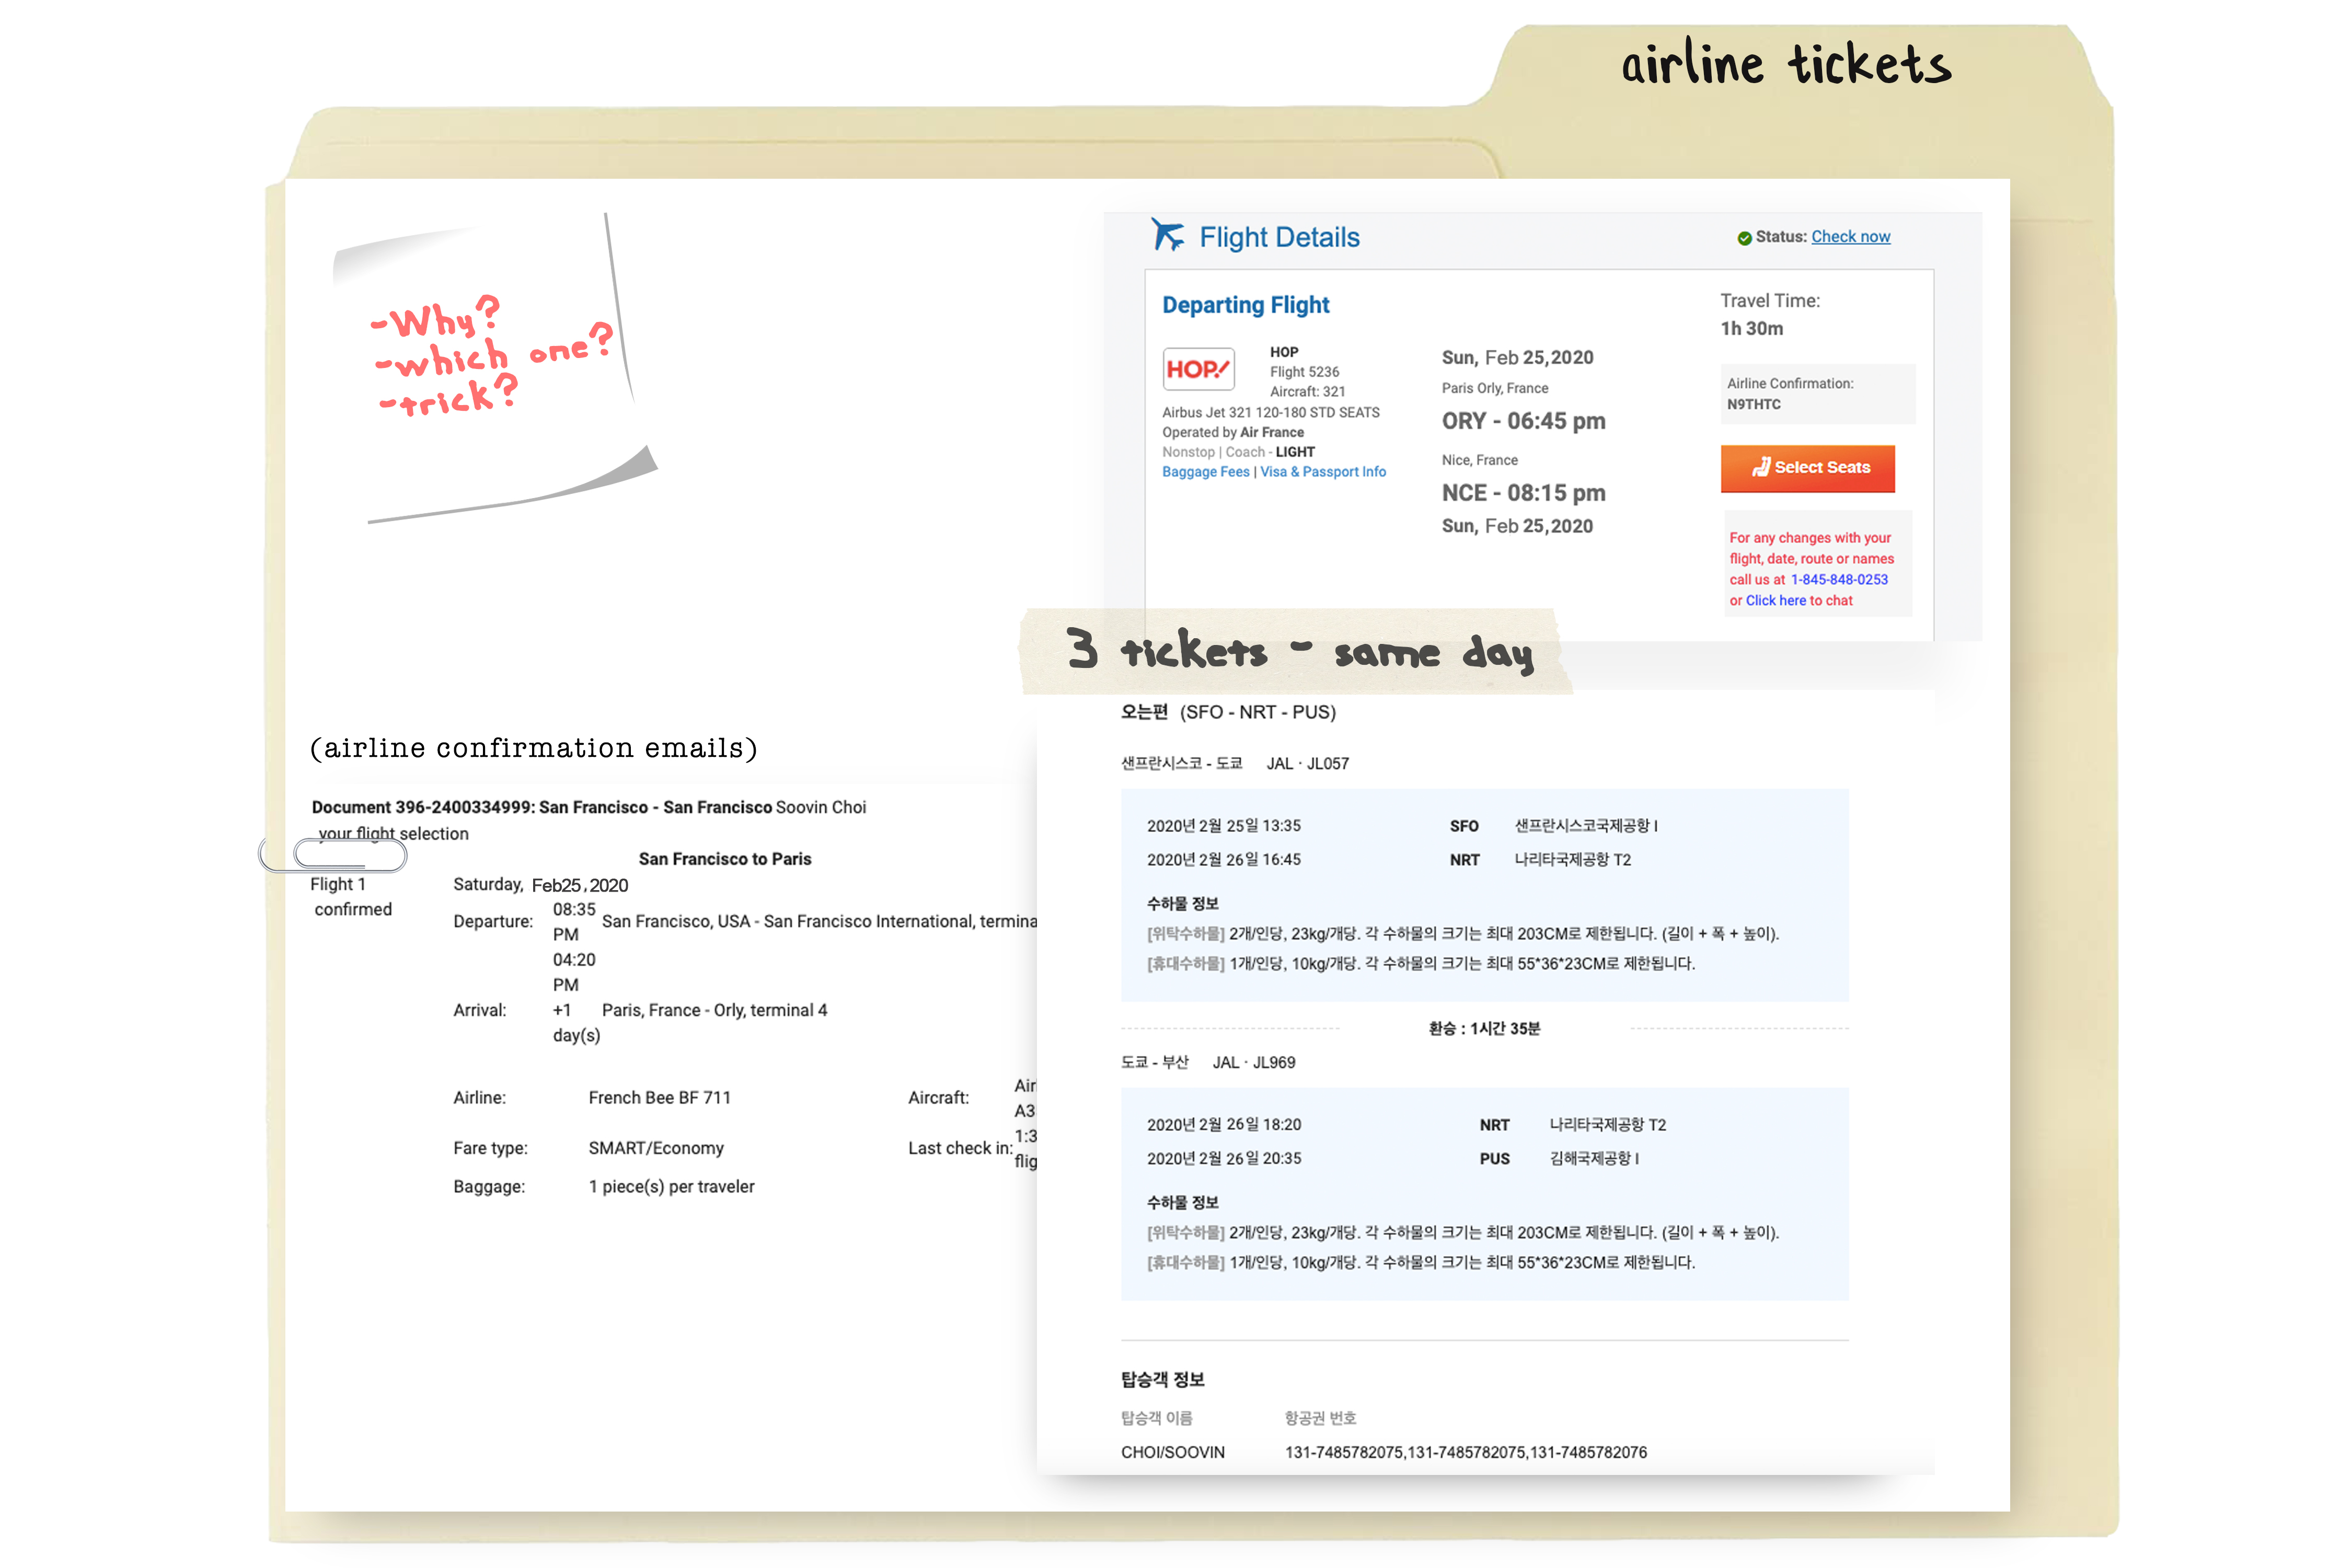 airline tickets
-Why?
-which one?
-trick?
Flight Details
Status: Check now
Departing Flight
HOP!
HOP
Flight 5236
Aircraft: 321
Airbus Jet 321 120-180 STD SEATS
Operated by Air France
Nonstop | Coach - LIGHT
Baggage Fees | Visa & Passport Info
Sun, Feb 25,2020
Paris Orly, France
ORY - 06:45 pm
Nice, France
NCE - 08:15 pm
Sun, Feb 25,2020
Travel Time:
1h 30m
Airline Confirmation:
N9THTC
Select Seats
For any changes with your
flight, date, route or names
call us at 1-845-848-0253
or Click here to chat
3 tickets - same day
(airline confirmation emails)
Document 396-2400334999: San Francisco - San Francisco Soovin Choi
your flight selection
San Francisco to Paris
Flight 1
confirmed
Saturday, Feb25,2020
Departure:
08:35
PM
San Francisco, USA - San Francisco International, termina
04:20
PM
Arrival:
+1
day(s)
Paris, France - Orly, terminal 4
Airline:
French Bee BF 711
Aircraft:
Air
A3
Fare type:
SMART/Economy
Last check in:
1:3
flig
Baggage:
1 piece(s) per traveler
오는편 (SFO - NRT - PUS)
샌프란시스코 - 도쿄 JAL · JL057
2020년 2월 25일 13:35 SFO 샌프란시스코국제공항 I
2020년 2월 26일 16:45 NRT 나리타국제공항 T2
수하물 정보
[위탁수하물] 2개/인당, 23kg/개당. 각 수하물의 크기는 최대 203CM로 제한됩니다. (길이 + 폭 + 높이).
[휴대수하물] 1개/인당, 10kg/개당. 각 수하물의 크기는 최대 55*36*23CM로 제한됩니다.
환승 : 1시간 35분
도쿄 - 부산 JAL · JL969
2020년 2월 26일 18:20 NRT 나리타국제공항 T2
2020년 2월 26일 20:35 PUS 김해국제공항 I
수하물 정보
[위탁수하물] 2개/인당, 23kg/개당. 각 수하물의 크기는 최대 203CM로 제한됩니다. (길이 + 폭 + 높이).
[휴대수하물] 1개/인당, 10kg/개당. 각 수하물의 크기는 최대 55*36*23CM로 제한됩니다.
탑승객 정보
탑승객 이름 항공권 번호
CHOI/SOOVIN 131-7485782075,131-7485782075,131-7485782076